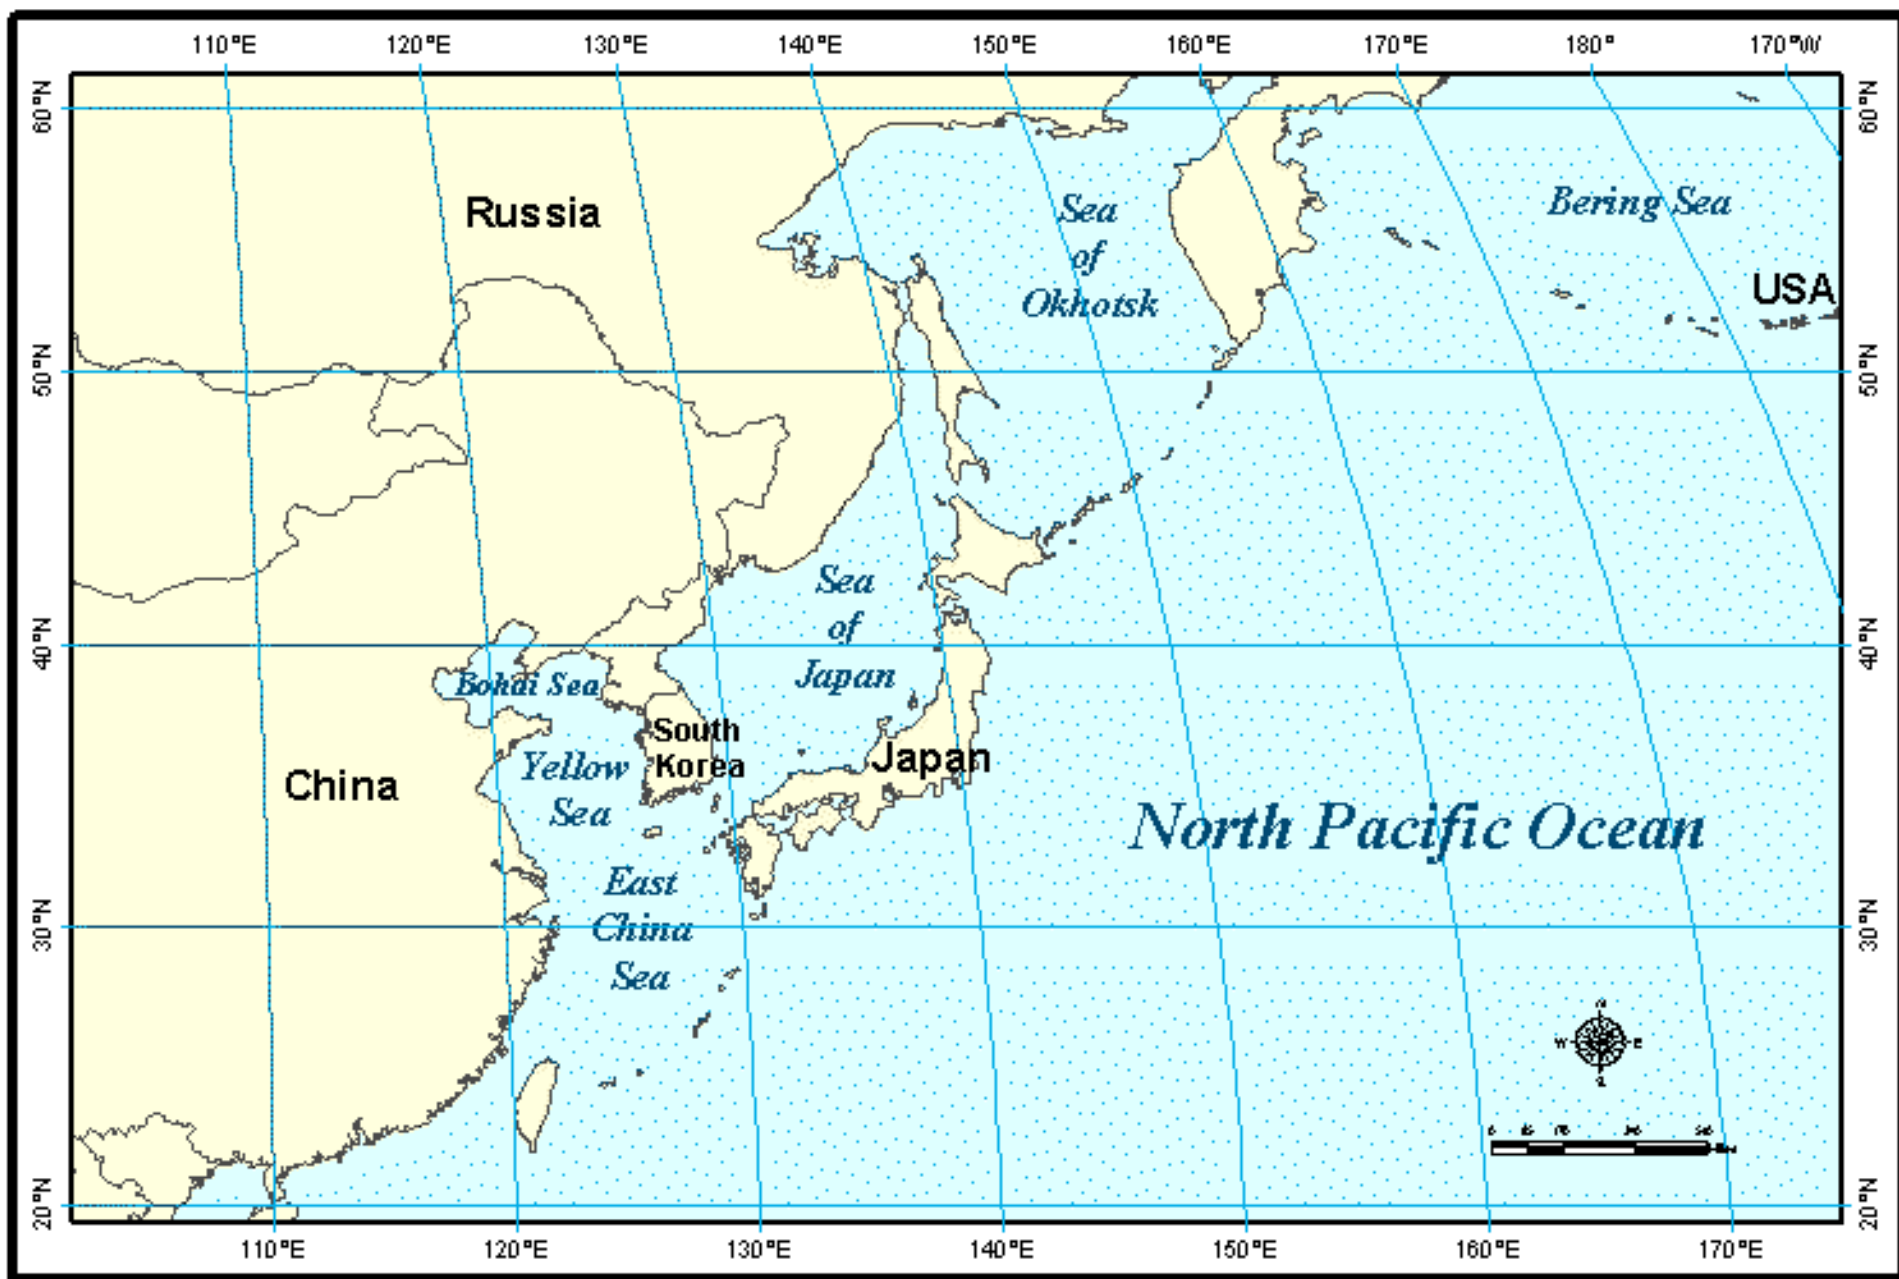 110°E 120°E 130°E 140°E 150°E 160°E 170°E 180° 170°W
60°N
60°N
Russia
Sea
of
Okhotsk
Bering Sea
USA
50°N
50°N
Sea
of
Japan
40°N
40°N
Bohai Sea
South
Korea
Japan
China
Yellow
Sea
North Pacific Ocean
East
China
Sea
30°N
30°N
W
E
20°N
20°N
110°E 120°E 130°E 140°E 150°E 160°E 170°E